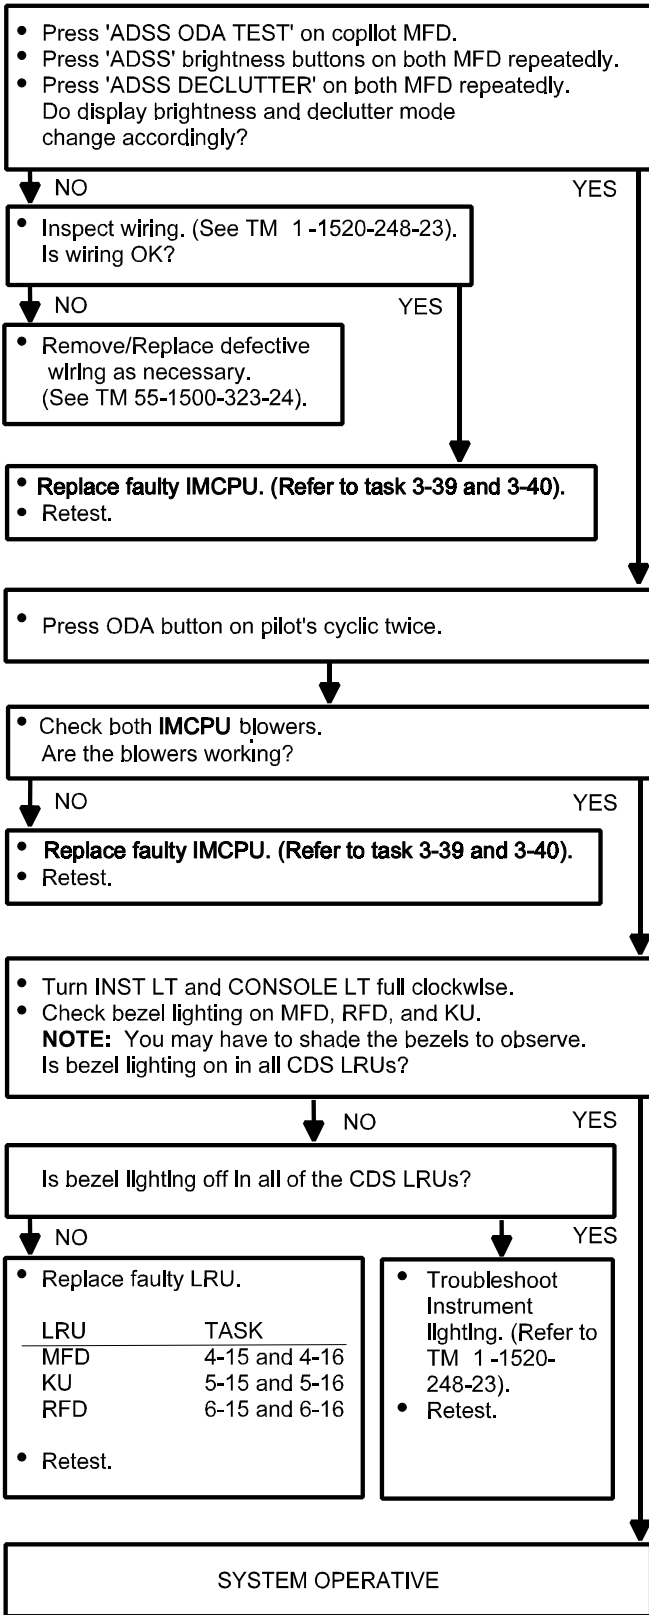 • Press 'ADSS ODA TEST' on copilot MFD.
• Press 'ADSS' brightness buttons on both MFD repeatedly.
• Press 'ADSS DECLUTTER' on both MFD repeatedly.
Do display brightness and declutter mode
change accordingly?
NO
YES
• Inspect wiring. (See TM 1-1520-248-23).
Is wiring OK?
NO
YES
• Remove/Replace defective
wiring as necessary.
(See TM 55-1500-323-24).
• Replace faulty IMCPU. (Refer to task 3-39 and 3-40).
• Retest.
• Press ODA button on pilot's cyclic twice.
• Check both IMCPU blowers.
Are the blowers working?
NO
YES
• Replace faulty IMCPU. (Refer to task 3-39 and 3-40).
• Retest.
• Turn INST LT and CONSOLE LT full clockwise.
• Check bezel lighting on MFD, RFD, and KU.
NOTE: You may have to shade the bezels to observe.
Is bezel lighting on in all CDS LRUs?
NO
YES
Is bezel lighting off in all of the CDS LRUs?
NO
YES
• Replace faulty LRU.
LRU TASK
MFD 4-15 and 4-16
KU 5-15 and 5-16
RFD 6-15 and 6-16
• Retest.
• Troubleshoot
Instrument
lighting. (Refer to
TM 1-1520-
248-23).
• Retest.
SYSTEM OPERATIVE